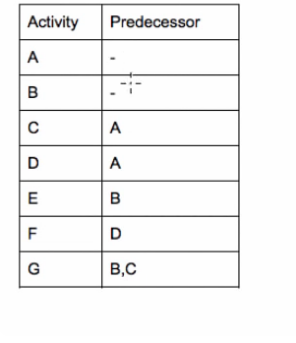 Activity Predecessor
A -
B -
C A
D A
E B
F D
G B,C